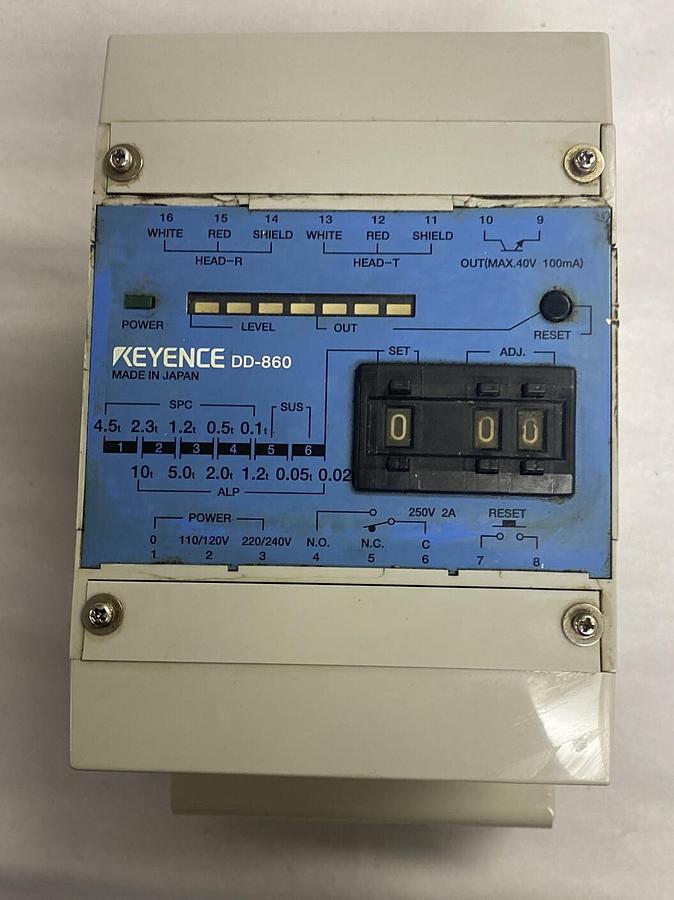 16 15 14 13 12 11 10 9
WHITE RED SHIELD WHITE RED SHIELD
HEAD-R HEAD-T OUT(MAX.40V 100mA)
POWER LEVEL OUT RESET
KEYENCE DD-860 SET ADJ.
MADE IN JAPAN
SPC SUS
4.5t 2.3t 1.2t 0.5t 0.1t
0 0 0
1 2 3 4 5 6
10t 5.0t 2.0t 1.2t 0.05t 0.02
ALP
POWER 250V 2A RESET
0 110/120V 220/240V N.O. N.C. C
1 2 3 4 5 6 7 8